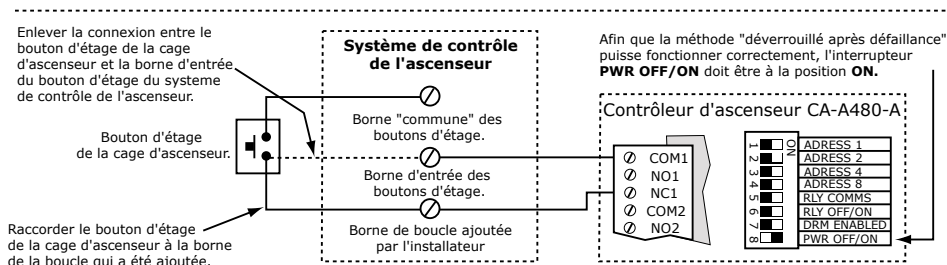 Enlever la connexion entre le
bouton d'étage de la cage
d'ascenseur et la borne d'entrée
du bouton d'étage du systeme
de contrôle de l'ascenseur.
Système de contrôle
de l'ascenseur
Afin que la méthode "déverrouillé après défaillance"
puisse fonctionner correctement, l'interrupteur
PWR OFF/ON doit être à la position ON.
Borne "commune" des
boutons d'étage.
Bouton d'étage
de la cage d'ascenseur.
Borne d'entrée des
boutons d'étage.
Borne de boucle ajoutée
par l'installateur
Raccorder le bouton d'étage
de la cage d'ascenseur à la borne
de la boucle qui a été ajoutée.
Contrôleur d'ascenseur CA-A480-A
COM1
NO1
NC1
COM2
NO2
ON
1 ADRESS 1
2 ADRESS 2
3 ADRESS 4
4 ADRESS 8
5 RLY COMMS
6 RLY OFF/ON
7 DRM ENABLED
8 PWR OFF/ON